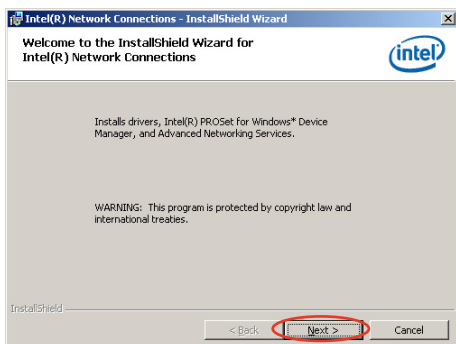 Intel(R) Network Connections - InstallShield Wizard
Welcome to the InstallShield Wizard for
Intel(R) Network Connections
intel
Installs drivers, Intel(R) PROSet for Windows* Device
Manager, and Advanced Networking Services.
WARNING: This program is protected by copyright law and
international treaties.
InstallShield
< Back Next > Cancel